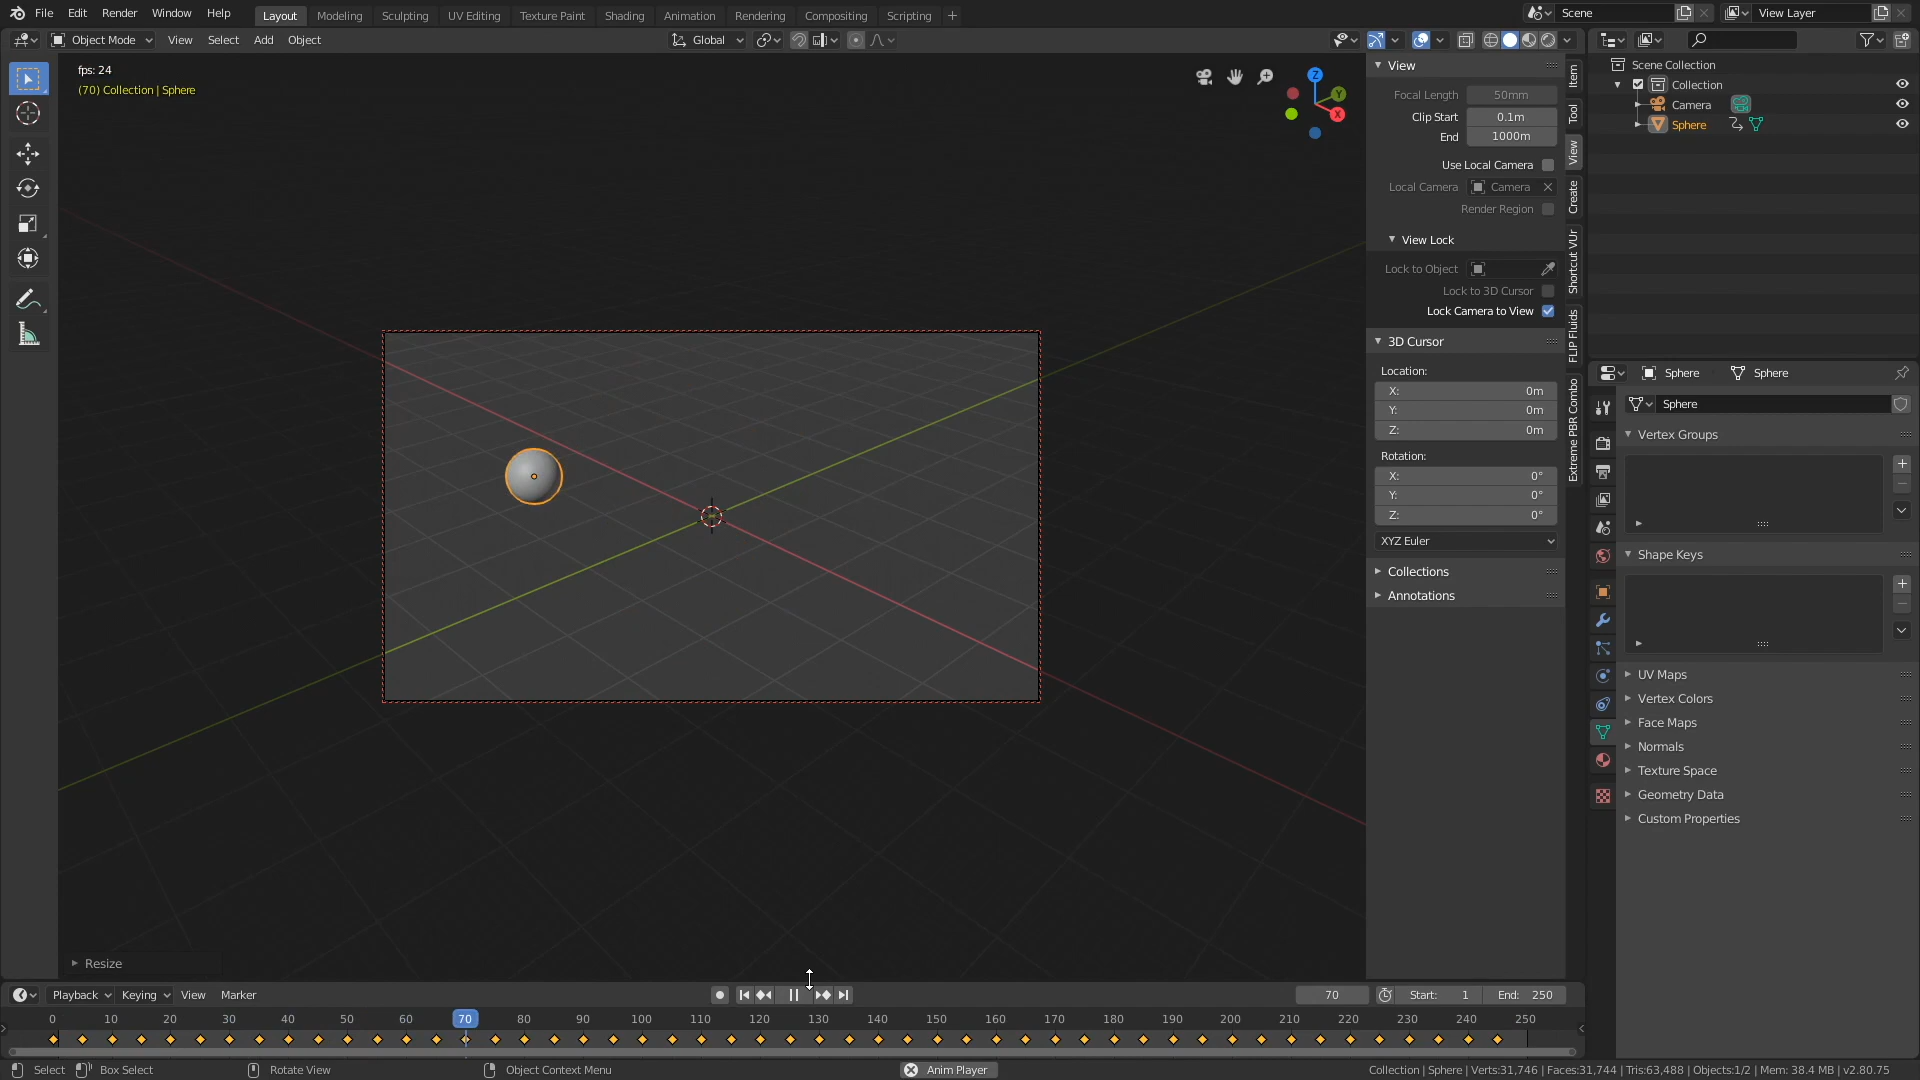 File Edit Render Window Help Layout Modeling Sculpting UV Editing Texture Paint Shading Animation Rendering Compositing Scripting + Scene View Layer
Object Mode View Select Add Object Global
fps: 24
(70) Collection | Sphere
Z
Y
X
View
Focal Length 50mm
Clip Start 0.1m
End 1000m
Use Local Camera
Local Camera Camera
Render Region
View Lock
Lock to Object
Lock to 3D Cursor
Lock Camera to View
3D Cursor
Location:
X: 0m
Y: 0m
Z: 0m
Rotation:
X: 0°
Y: 0°
Z: 0°
XYZ Euler
Collections
Annotations
Item
Tool
View
Create
Shortcut VUr
FLIP Fluids
Extreme PBR Combo
Scene Collection
Collection
Camera
Sphere
Sphere Sphere
Sphere
Vertex Groups
Shape Keys
UV Maps
Vertex Colors
Face Maps
Normals
Texture Space
Geometry Data
Custom Properties
Resize
Playback Keying View Marker 70 Start: 1 End: 250
0 10 20 30 40 50 60 70 80 90 100 110 120 130 140 150 160 170 180 190 200 210 220 230 240 250
Select Box Select Rotate View Object Context Menu Anim Player Collection | Sphere | Verts:31,746 | Faces:31,744 | Tris:63,488 | Objects:1/2 | Mem: 38.4 MB | v2.80.75